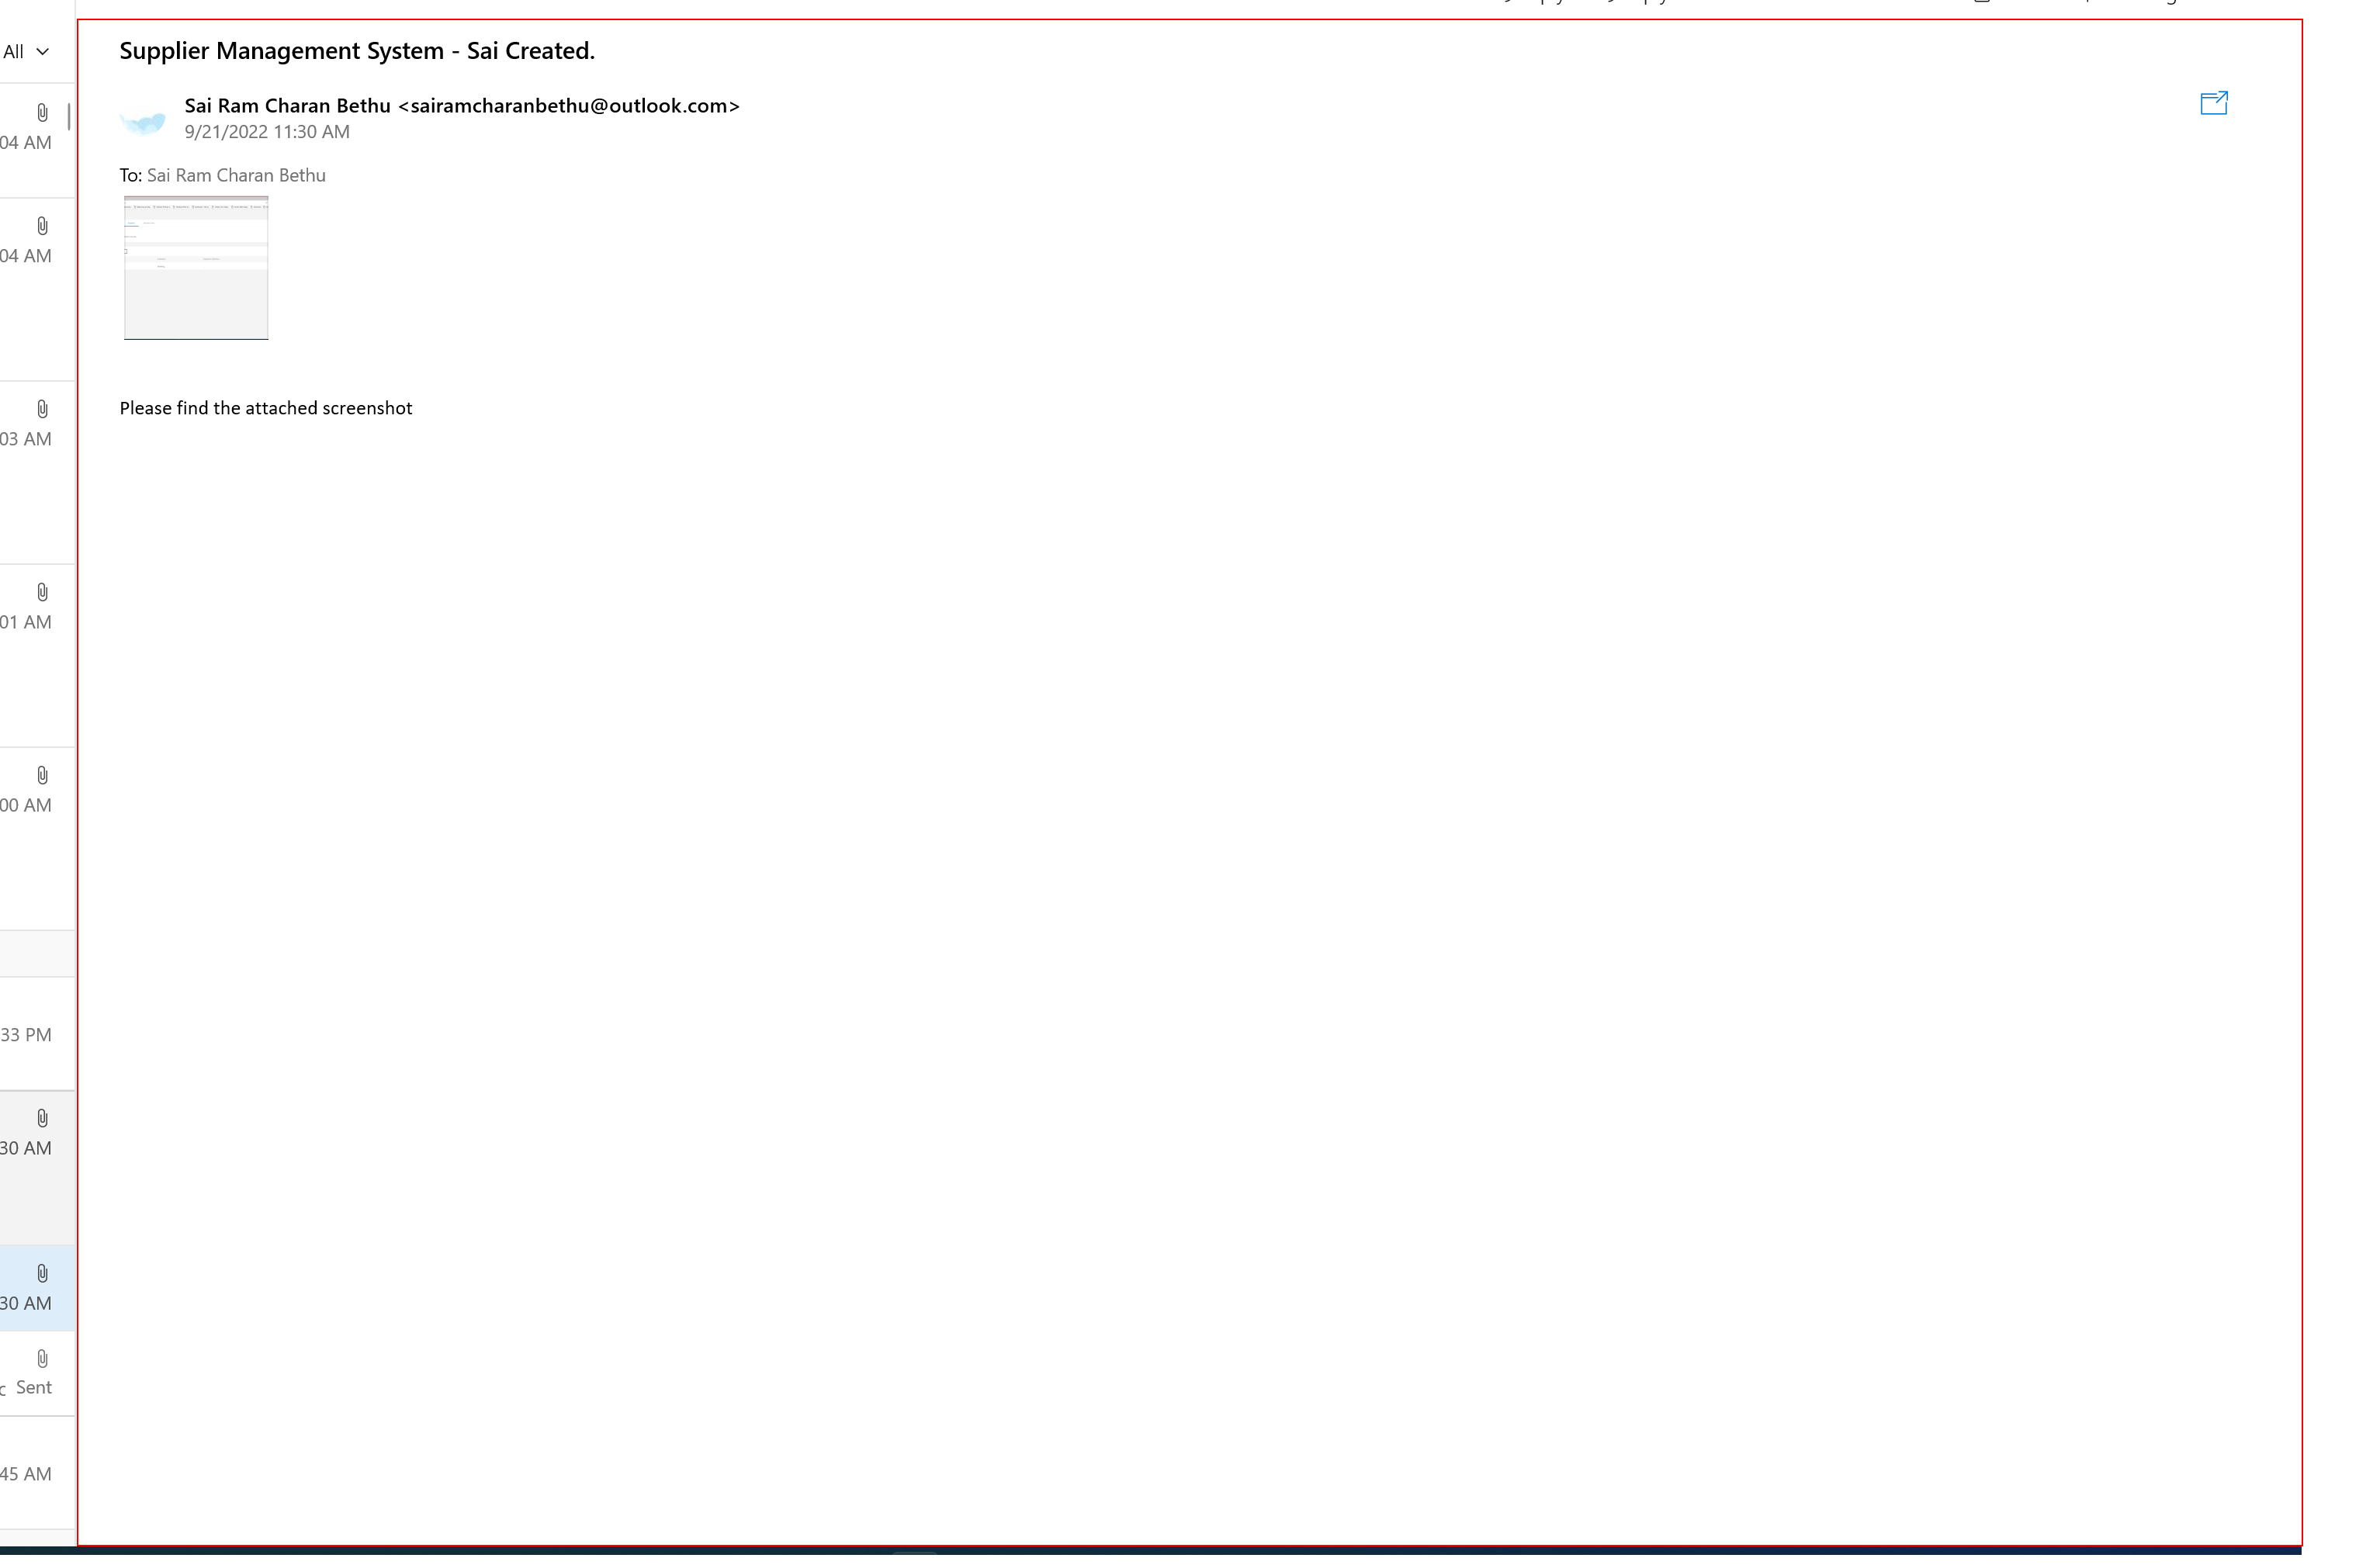 All
04 AM
04 AM
03 AM
01 AM
00 AM
33 PM
30 AM
30 AM
Sent
45 AM
Supplier Management System - Sai Created.
Sai Ram Charan Bethu <sairamcharanbethu@outlook.com>
9/21/2022 11:30 AM
To: Sai Ram Charan Bethu
Please find the attached screenshot